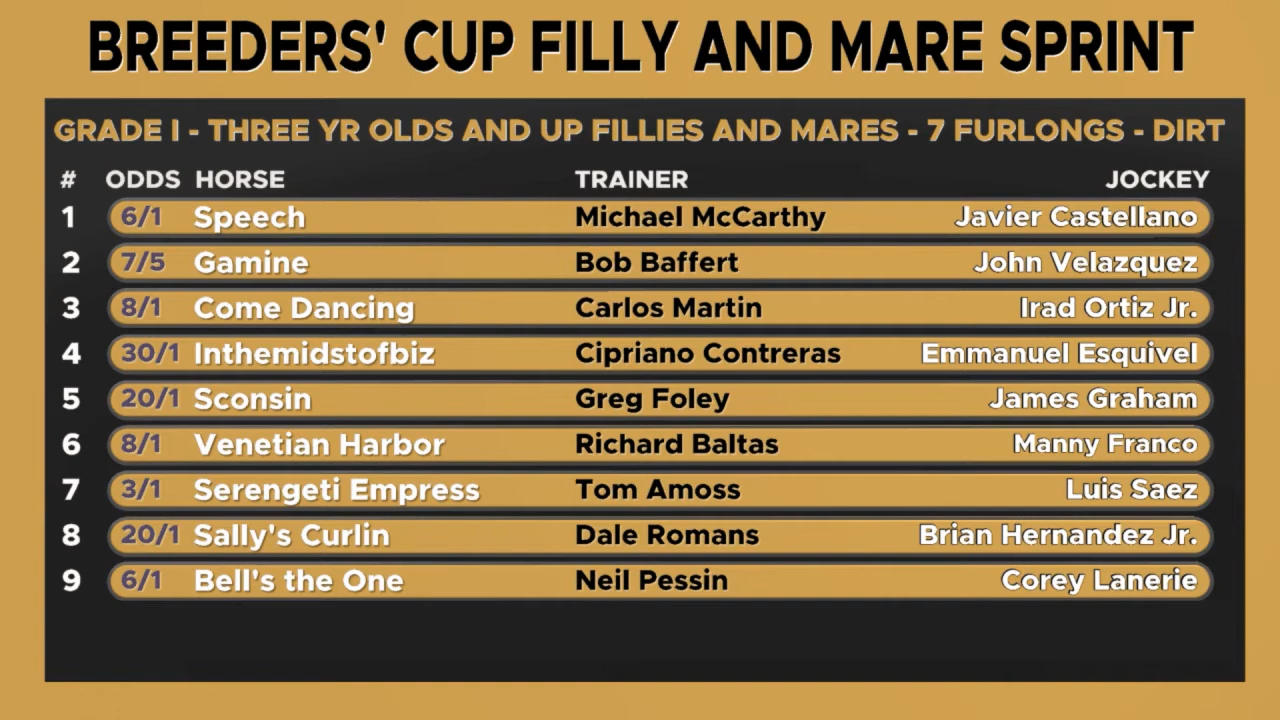 BREEDERS' CUP FILLY AND MARE SPRINT
GRADE I - THREE YR OLDS AND UP FILLIES AND MARES - 7 FURLONGS - DIRT
# ODDS HORSE TRAINER JOCKEY
1 6/1 Speech Michael McCarthy Javier Castellano
2 7/5 Gamine Bob Baffert John Velazquez
3 8/1 Come Dancing Carlos Martin Irad Ortiz Jr.
4 30/1 Inthemidstofbiz Cipriano Contreras Emmanuel Esquivel
5 20/1 Sconsin Greg Foley James Graham
6 8/1 Venetian Harbor Richard Baltas Manny Franco
7 3/1 Serengeti Empress Tom Amoss Luis Saez
8 20/1 Sally's Curlin Dale Romans Brian Hernandez Jr.
9 6/1 Bell's the One Neil Pessin Corey Lanerie